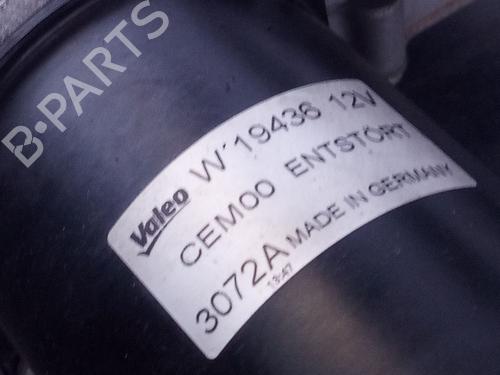 B-PARTS
Valeo W'19436 12V
CEMOO ENTSTÖRT
3072A MADE IN GERMANY
13:47